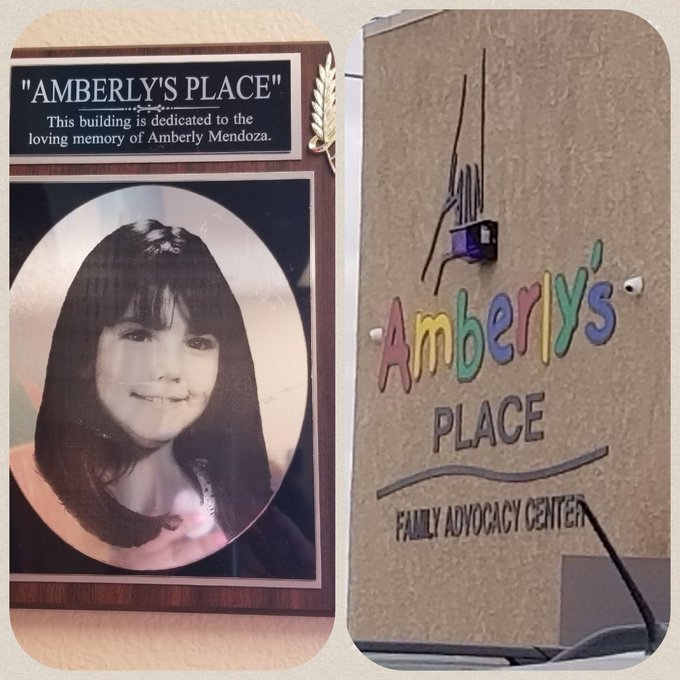 "AMBERLY'S PLACE"
This building is dedicated to the
loving memory of Amberly Mendoza.
Amberly's
PLACE
FAMILY ADVOCACY CENTER